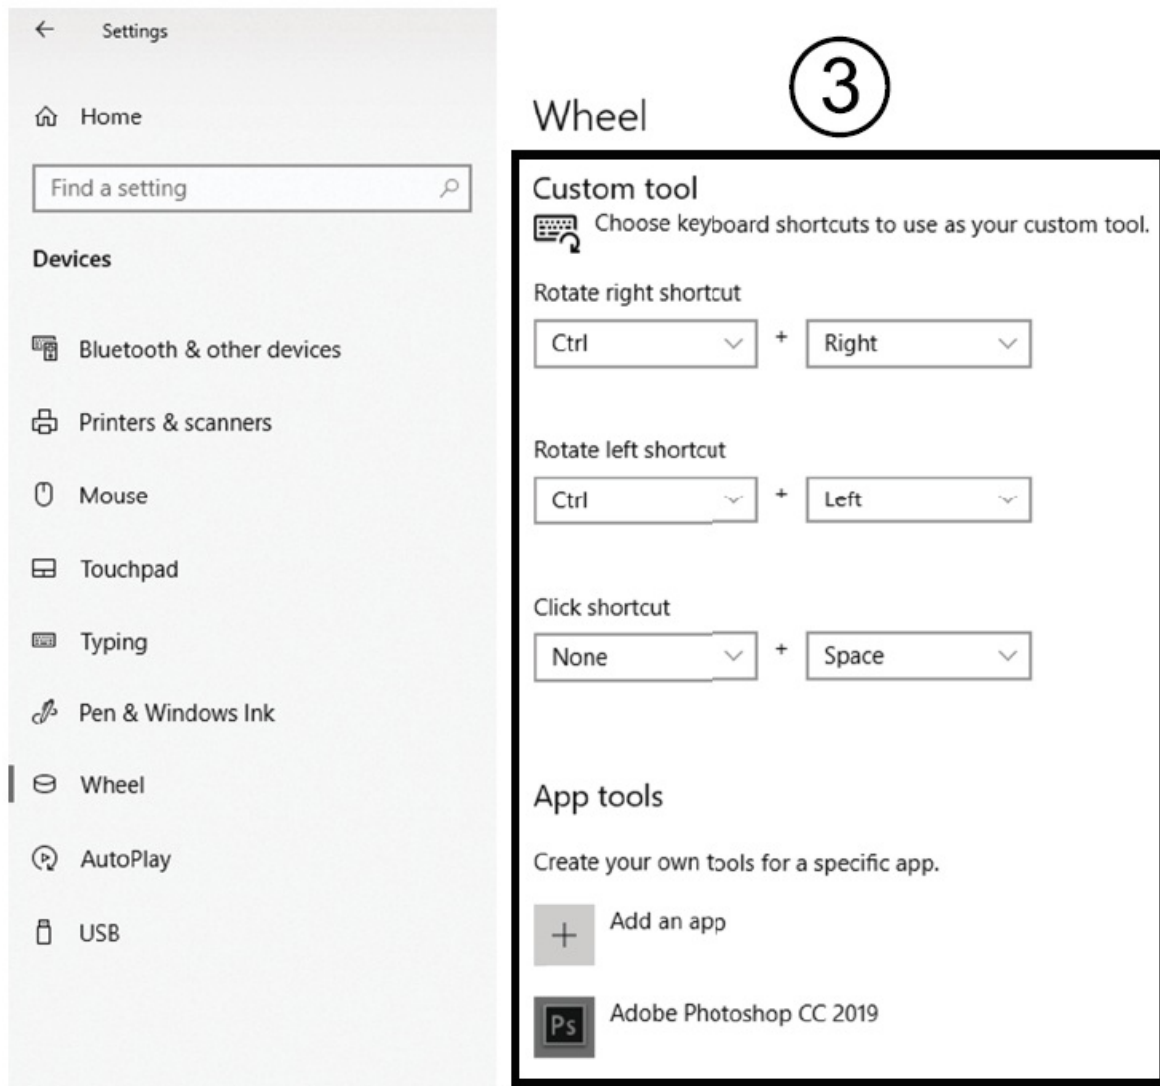 Settings
Home
Find a setting
Devices
Bluetooth & other devices
Printers & scanners
Mouse
Touchpad
Typing
Pen & Windows Ink
Wheel
AutoPlay
USB
Wheel
3
Custom tool
Choose keyboard shortcuts to use as your custom tool.
Rotate right shortcut
Ctrl + Right
Rotate left shortcut
Ctrl + Left
Click shortcut
None + Space
App tools
Create your own tools for a specific app.
+ Add an app
Ps Adobe Photoshop CC 2019